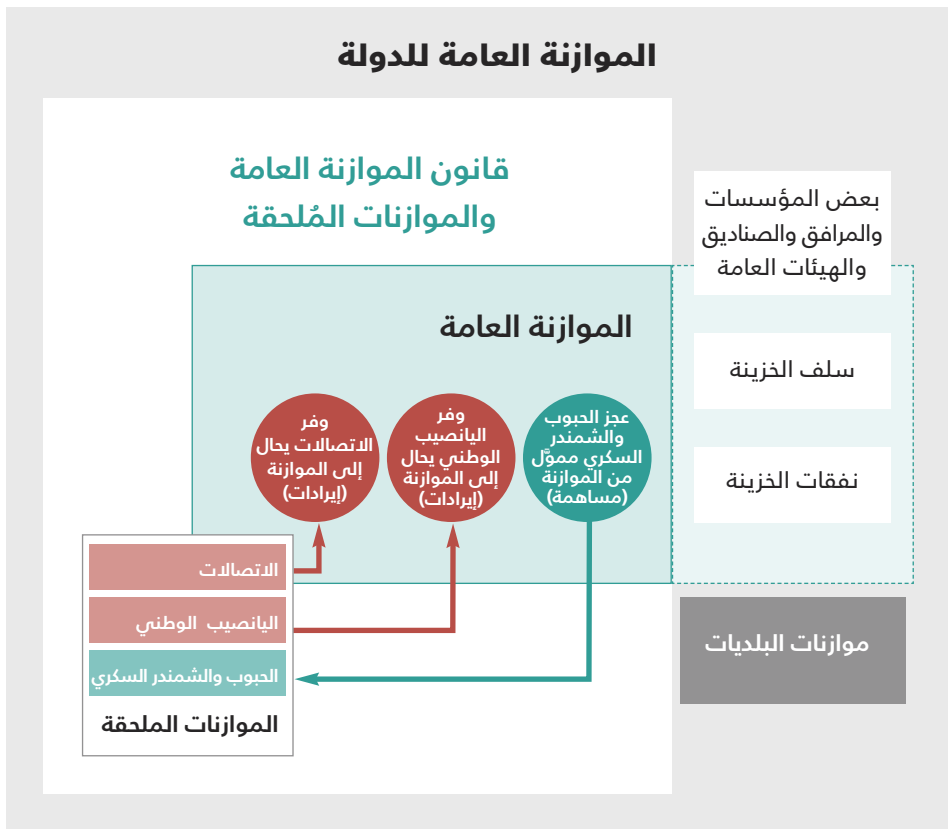 الموازنة العامة للدولة
قانون الموازنة العامة
والموازنات المُلحقة
بعض المؤسسات
والمرافق والصناديق
والهيئات العامة
الموازنة العامة
سلف الخزينة
نفقات الخزينة
عجز الحبوب
والشمندر
السكري مموَّل
من الموازنة
(مساهمة)
وفر
اليانصيب
الوطني يحال
إلى الموازنة
(إيرادات)
وفر
الاتصالات يحال
إلى الموازنة
(إيرادات)
الاتصالات
اليانصيب الوطني
الحبوب والشمندر السكري
الموازنات الملحقة
موازنات البلديات